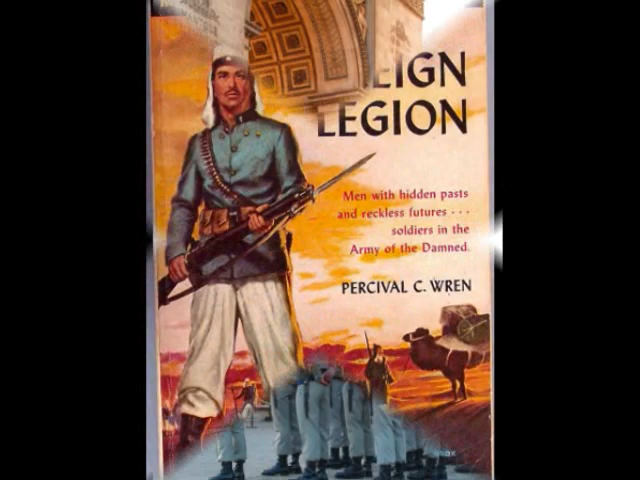 EIGN
LEGION
Men with hidden pasts
and reckless futures...
soldiers in the
Army of the Damned.
PERCIVAL C. WREN